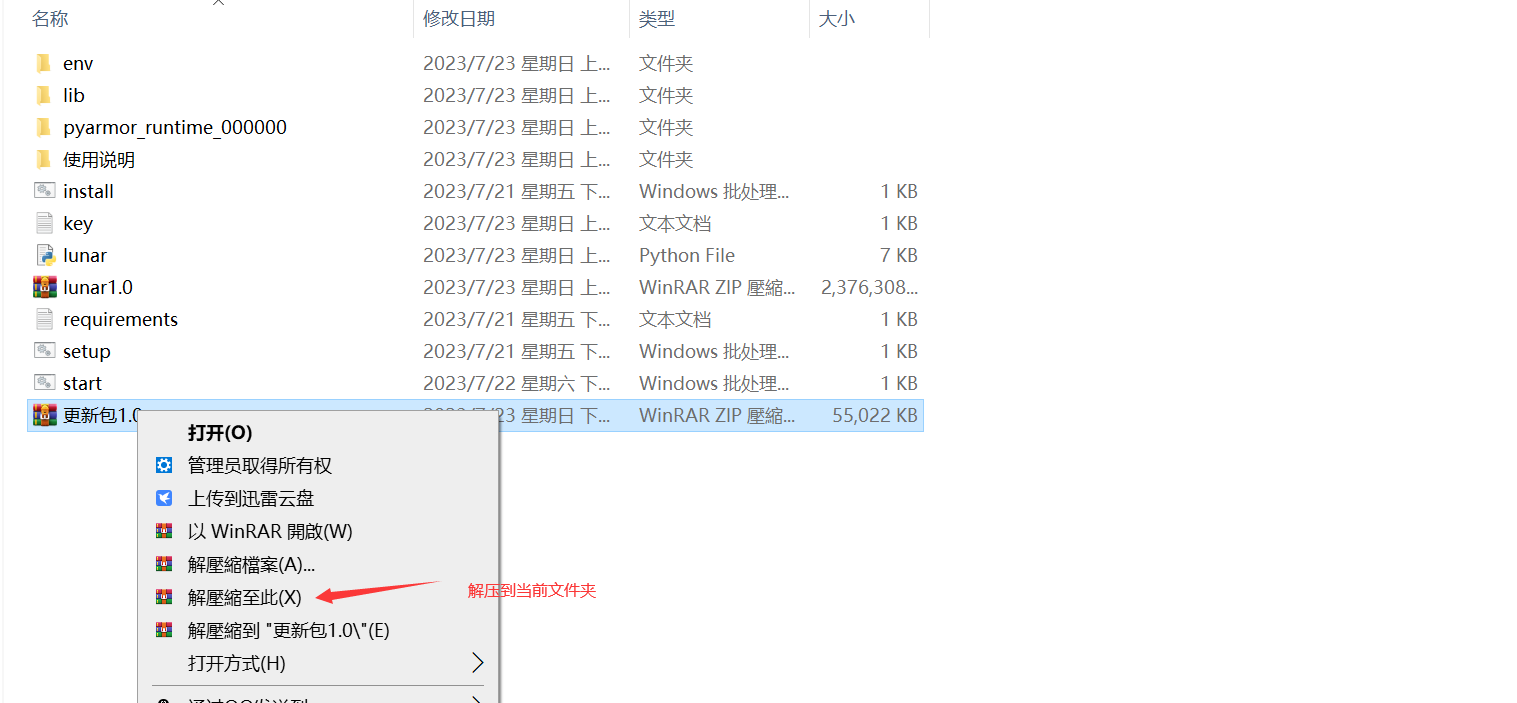 名称 修改日期 类型 大小
env 2023/7/23 星期日 上... 文件夹
lib 2023/7/23 星期日 上... 文件夹
pyarmor_runtime_000000 2023/7/23 星期日 上... 文件夹
使用说明 2023/7/23 星期日 上... 文件夹
install 2023/7/21 星期五 下... Windows 批处理... 1 KB
key 2023/7/23 星期日 上... 文本文档 1 KB
lunar 2023/7/23 星期日 上... Python File 7 KB
lunar1.0 2023/7/23 星期日 上... WinRAR ZIP 壓縮... 2,376,308...
requirements 2023/7/21 星期五 下... 文本文档 1 KB
setup 2023/7/21 星期五 下... Windows 批处理... 1 KB
start 2023/7/22 星期六 下... Windows 批处理... 1 KB
更新包1.0 2023/7/23 星期日 下... WinRAR ZIP 壓縮... 55,022 KB
打开(O)
管理员取得所有权
上传到迅雷云盘
以 WinRAR 開啟(W)
解壓縮檔案(A)...
解壓縮至此(X) 解压到当前文件夹
解壓縮到 "更新包1.0\"(E)
打开方式(H)
通过QQ发送到